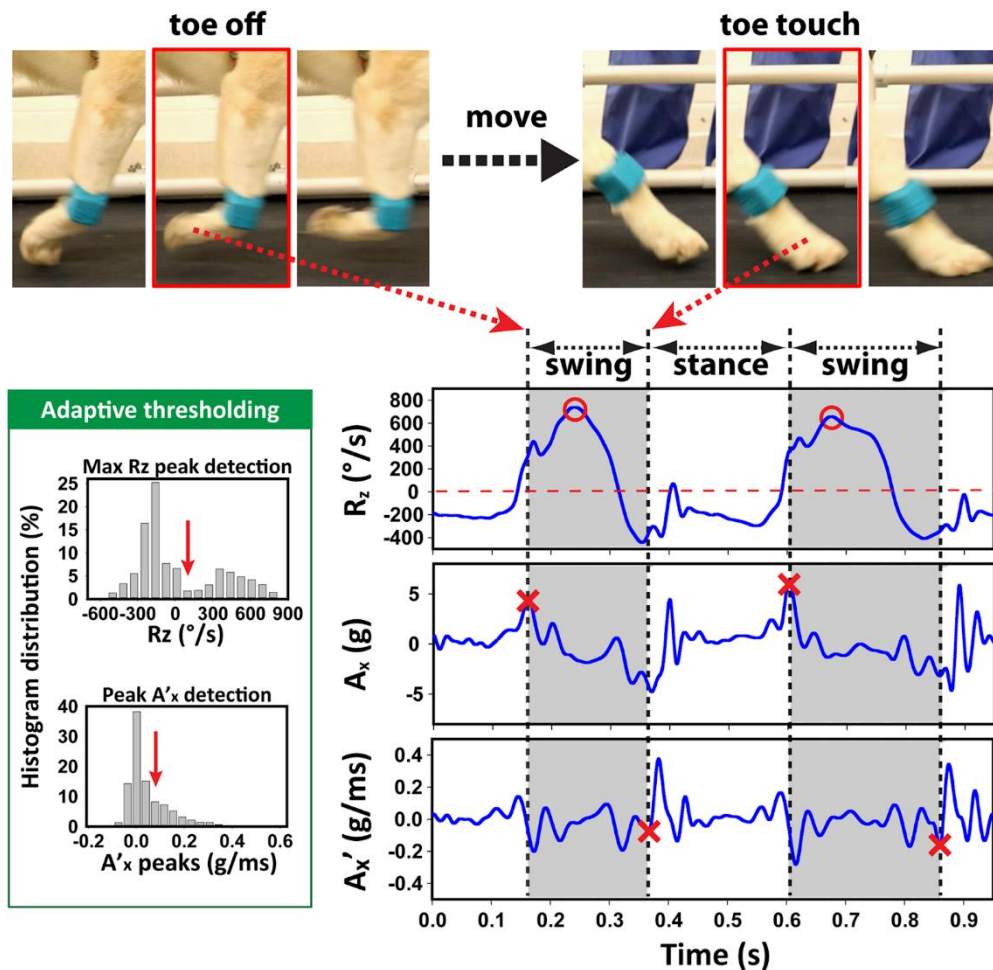 toe off
toe touch
move
swing
stance
swing
Adaptive thresholding
Histogram distribution (%)
Max Rz peak detection
25
20
15
10
5
0
-600-300 0 300 600 900
Rz (°/s)
Peak A'x detection
40
30
20
10
0
-0.2 0.0 0.2 0.4 0.6
A'x peaks (g/ms)
Rz (°/s)
800
600
400
200
0
-200
-400
Ax (g)
5
0
-5
Ax' (g/ms)
0.4
0.2
0.0
-0.2
-0.4
0.0 0.1 0.2 0.3 0.4 0.5 0.6 0.7 0.8 0.9
Time (s)